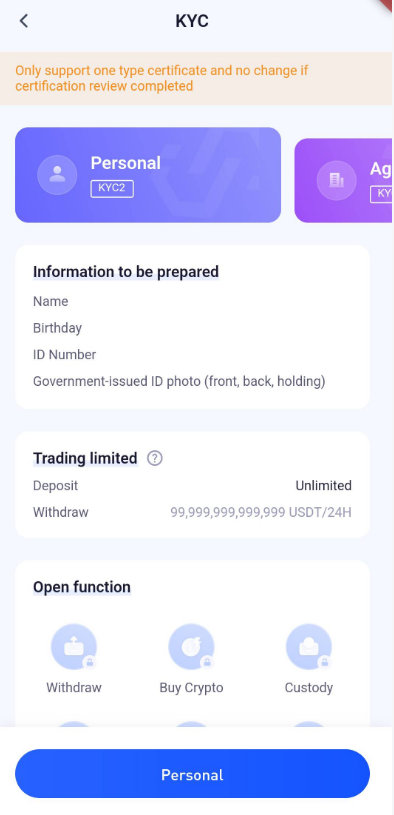 KYC
Only support one type certificate and no change if
certification review completed
Personal
KYC2
Ag
KY
Information to be prepared
Name
Birthday
ID Number
Government-issued ID photo (front, back, holding)
Trading limited ?
Deposit Unlimited
Withdraw 99,999,999,999,999 USDT/24H
Open function
Withdraw Buy Crypto Custody
Personal